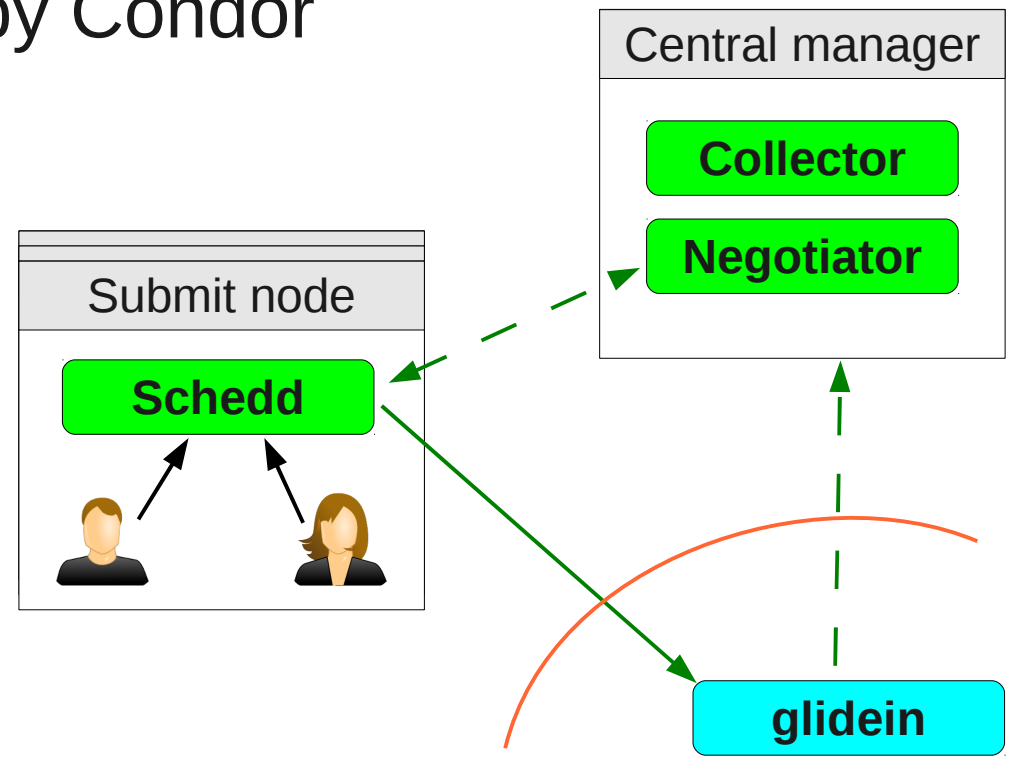 by Condor
Central manager
Collector
Negotiator
Submit node
Schedd
glidein